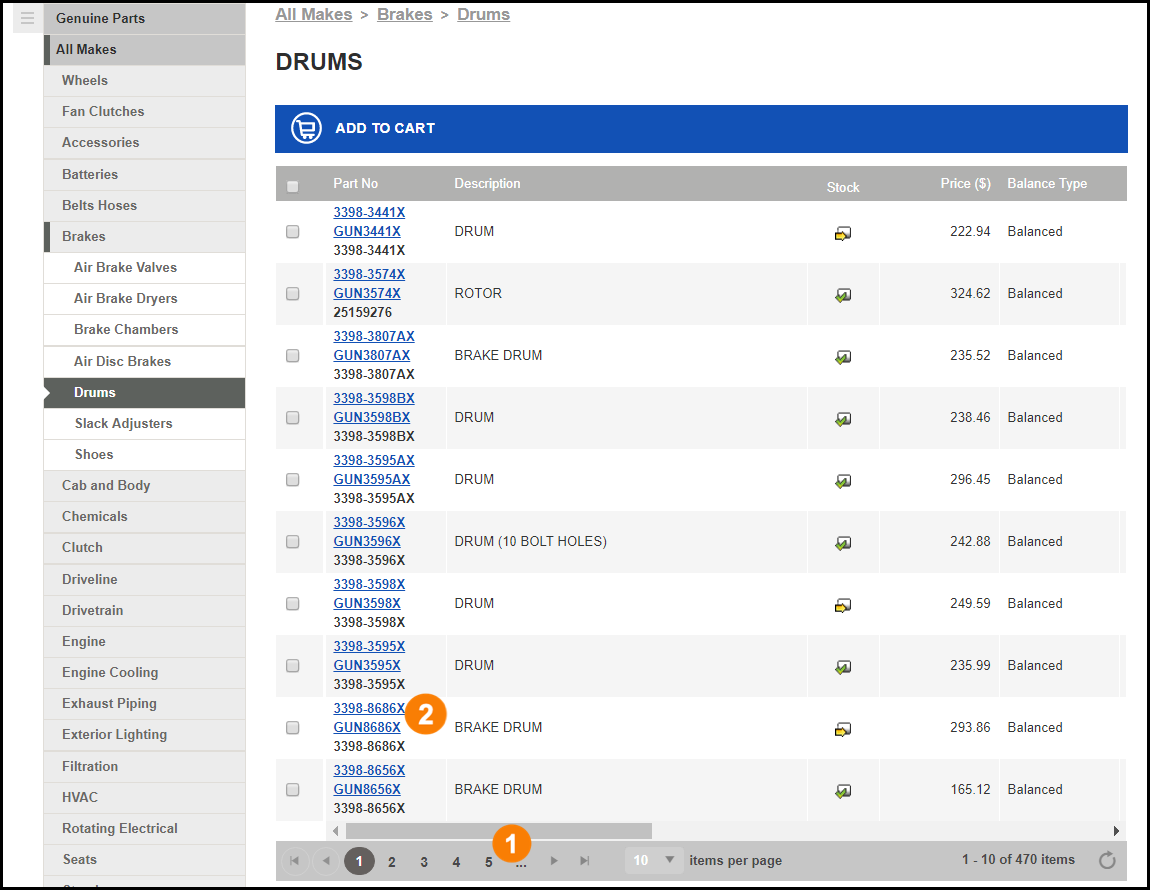 Genuine Parts
All Makes
Wheels
Fan Clutches
Accessories
Batteries
Belts Hoses
Brakes
Air Brake Valves
Air Brake Dryers
Brake Chambers
Air Disc Brakes
Drums
Slack Adjusters
Shoes
Cab and Body
Chemicals
Clutch
Driveline
Drivetrain
Engine
Engine Cooling
Exhaust Piping
Exterior Lighting
Filtration
HVAC
Rotating Electrical
Seats
All Makes > Brakes > Drums
DRUMS
ADD TO CART
Part No Description Stock Price ($) Balance Type
3398-3441X
GUN3441X DRUM 222.94 Balanced
3398-3441X
3398-3574X
GUN3574X ROTOR 324.62 Balanced
25159276
3398-3807AX
GUN3807AX BRAKE DRUM 235.52 Balanced
3398-3807AX
3398-3598BX
GUN3598BX DRUM 238.46 Balanced
3398-3598BX
3398-3595AX
GUN3595AX DRUM 296.45 Balanced
3398-3595AX
3398-3596X
GUN3596X DRUM (10 BOLT HOLES) 242.88 Balanced
3398-3596X
3398-3598X
GUN3598X DRUM 249.59 Balanced
3398-3598X
3398-3595X
GUN3595X DRUM 235.99 Balanced
3398-3595X
3398-8686X 2
GUN8686X BRAKE DRUM 293.86 Balanced
3398-8686X
3398-8656X
GUN8656X BRAKE DRUM 165.12 Balanced
3398-8656X
1
1 2 3 4 5 ... 10 items per page 1 - 10 of 470 items